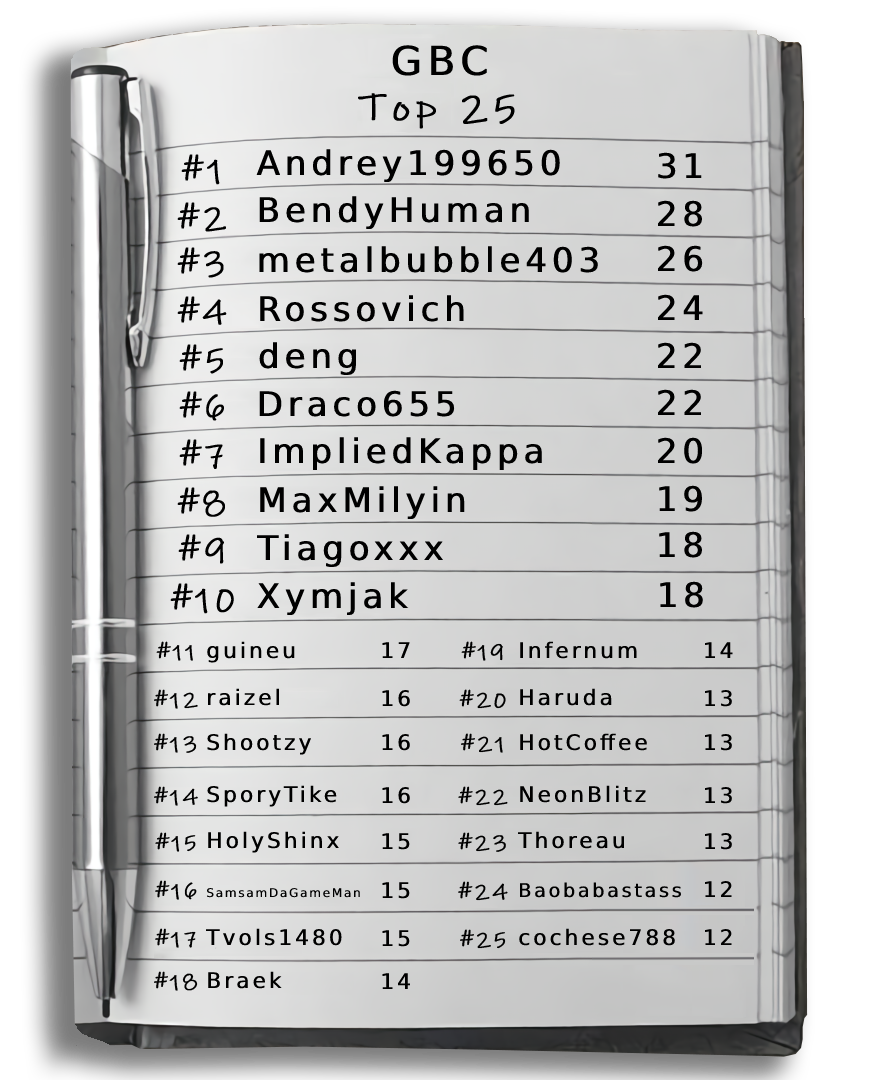 GBC
Top 25
#1 Andrey199650 31
#2 BendyHuman 28
#3 metalbubble403 26
#4 Rossovich 24
#5 deng 22
#6 Draco655 22
#7 ImpliedKappa 20
#8 MaxMilyin 19
#9 Tiagoxxx 18
#10 Xymjak 18
#11 guineu 17
#12 raizel 16
#13 Shootzy 16
#14 SporyTike 16
#15 HolyShinx 15
#16 SamsamDaGameMan 15
#17 Tvols1480 15
#18 Braek 14
#19 Infernum 14
#20 Haruda 13
#21 HotCoffee 13
#22 NeonBlitz 13
#23 Thoreau 13
#24 Baobabastass 12
#25 cochese788 12